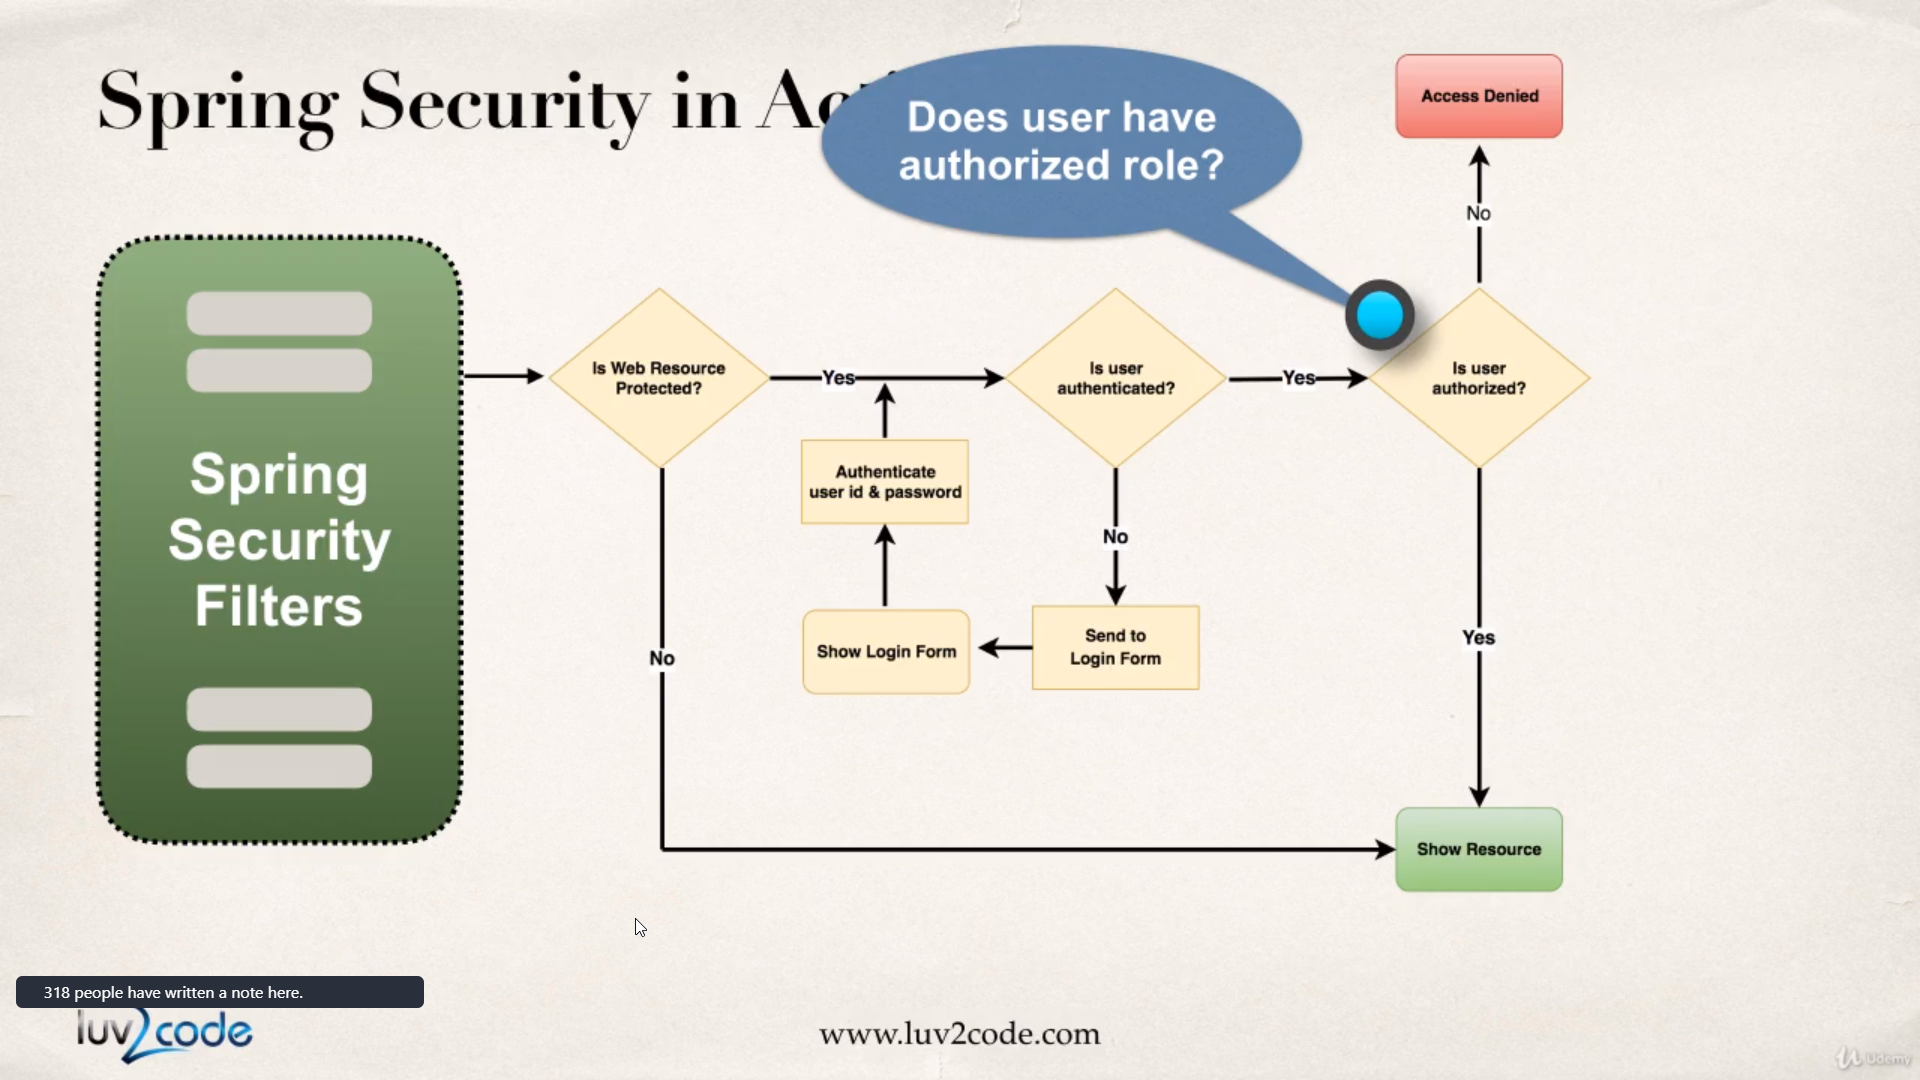 Spring Security in Ac
Does user have
authorized role?
Access Denied
No
Spring
Security
Filters
Is Web Resource
Protected?
Yes
Is user
authenticated?
Yes
Is user
authorized?
Authenticate
user id & password
No
Show Login Form
Send to
Login Form
No
Yes
Show Resource
318 people have written a note here.
luv2code
www.luv2code.com
Udemy